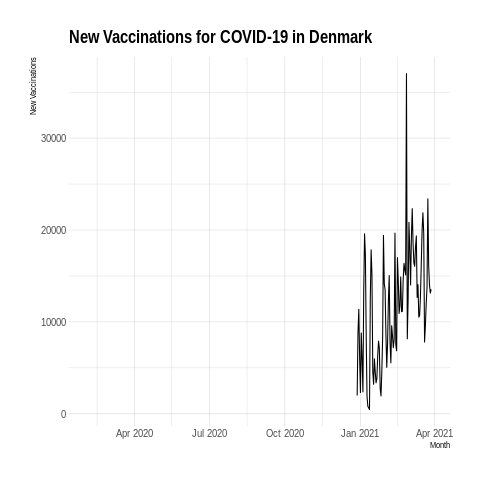 New Vaccinations for COVID-19 in Denmark
New Vaccinations
30000
20000
10000
0
Apr 2020 Jul 2020 Oct 2020 Jan 2021 Apr 2021
Month